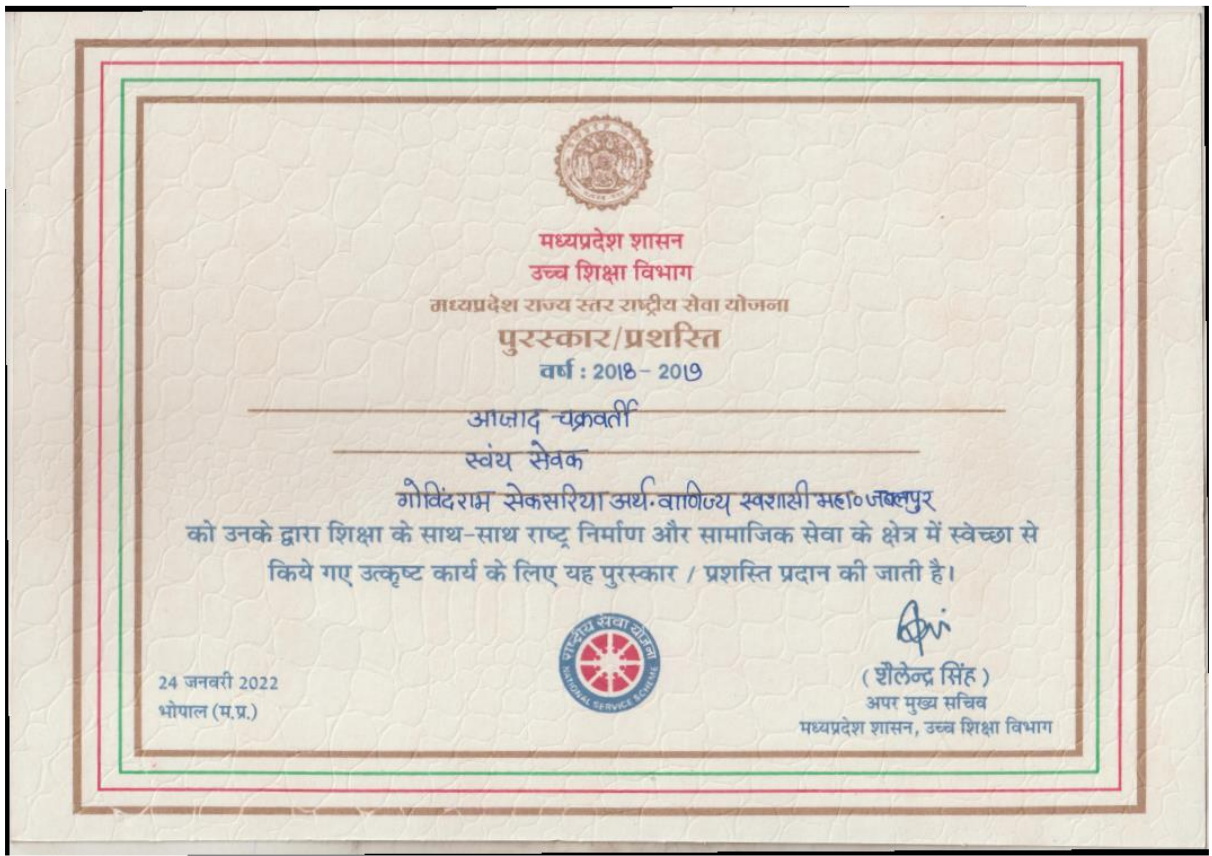 मध्यप्रदेश शासन
उच्च शिक्षा विभाग
मध्यप्रदेश राज्य स्तर राष्ट्रीय सेवा योजना
पुरस्कार/प्रशस्ति
वर्ष : 2018 - 2019
आजाद चक्रवर्ती
स्वंय सेवक
गोविंदराम सेकसरिया अर्थ-वाणिज्य स्वशासी महा० जबलपुर
को उनके द्वारा शिक्षा के साथ-साथ राष्ट्र निर्माण और सामाजिक सेवा के क्षेत्र में स्वेच्छा से
किये गए उत्कृष्ट कार्य के लिए यह पुरस्कार / प्रशस्ति प्रदान की जाती है।
राष्ट्रीय सेवा योजना
NATIONAL SERVICE SCHEME
24 जनवरी 2022
भोपाल (म.प्र.)
( शैलेन्द्र सिंह )
अपर मुख्य सचिव
मध्यप्रदेश शासन, उच्च शिक्षा विभाग